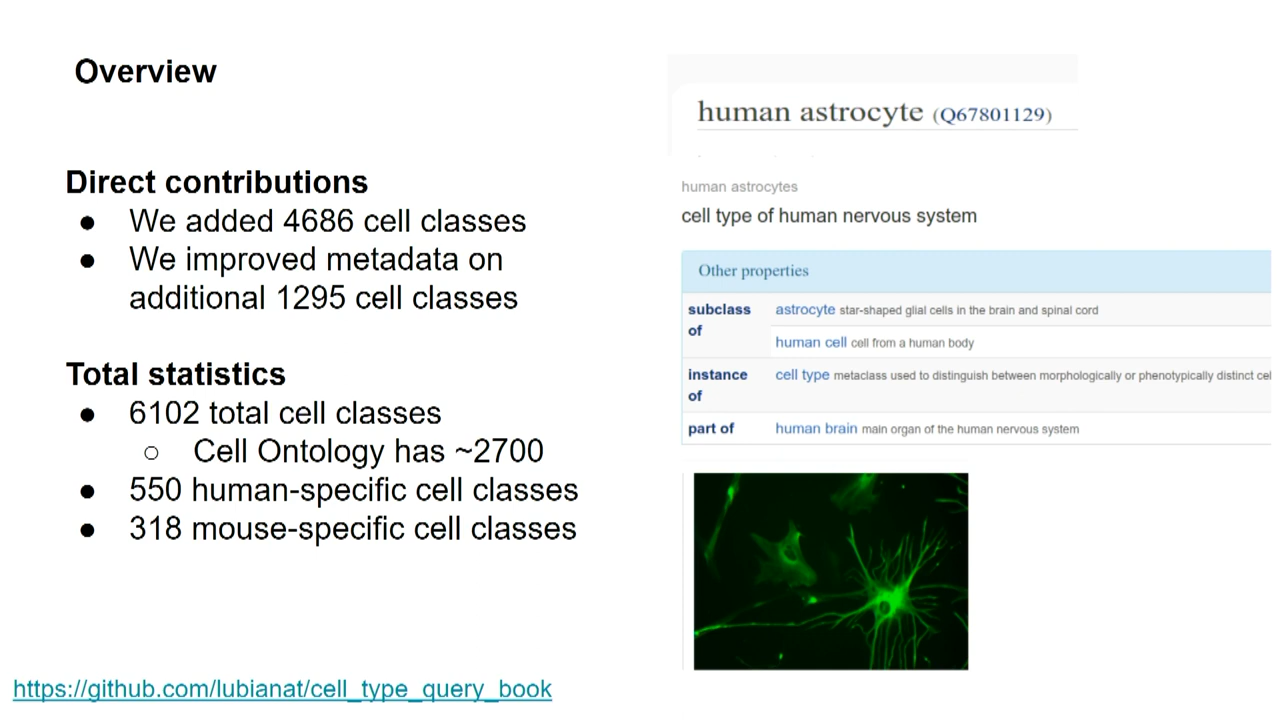 Overview
Direct contributions
● We added 4686 cell classes
● We improved metadata on
additional 1295 cell classes
Total statistics
● 6102 total cell classes
○ Cell Ontology has ~2700
● 550 human-specific cell classes
● 318 mouse-specific cell classes
https://github.com/lubianat/cell_type_query_book
human astrocyte (Q67801129)
human astrocytes
cell type of human nervous system
Other properties
subclass of
astrocyte star-shaped glial cells in the brain and spinal cord
human cell cell from a human body
instance of
cell type metaclass used to distinguish between morphologically or phenotypically distinct cel
part of
human brain main organ of the human nervous system